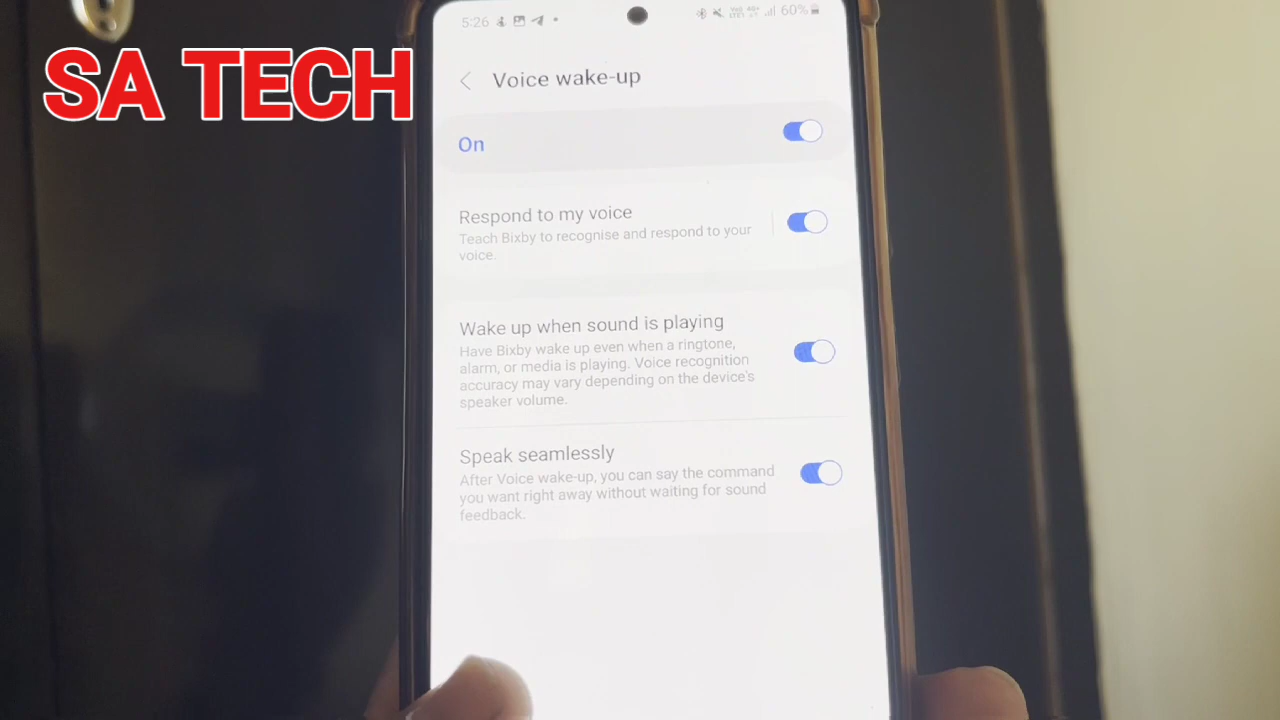 SA TECH
5:26
60%
Voice wake-up
On
Respond to my voice
Teach Bixby to recognise and respond to your
voice.
Wake up when sound is playing
Have Bixby wake up even when a ringtone,
alarm, or media is playing. Voice recognition
accuracy may vary depending on the device's
speaker volume.
Speak seamlessly
After Voice wake-up, you can say the command
you want right away without waiting for sound
feedback.